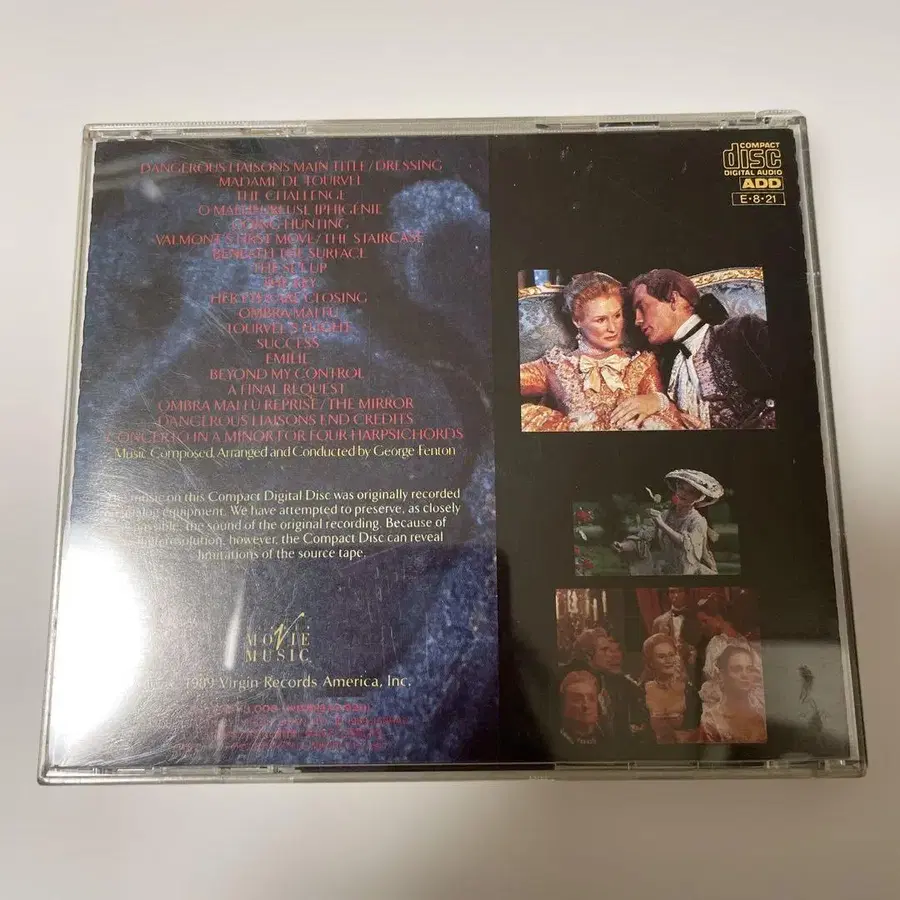 DANGEROUS LIAISONS MAIN TITLE/DRESSING
MADAME DE TOURVEL
THE CHALLENGE
O MALHEUREUSE IPHIGENIE
GOING HUNTING
VALMONT'S FIRST MOVE/THE STAIRCASE
BENEATH THE SURFACE
THE SET UP
THE KEY
HER EYES ARE CLOSING
OMBRA MAI FU
TOURVEL'S FLIGHT
SUCCESS
EMILIE
BEYOND MY CONTROL
A FINAL REQUEST
OMBRA MAI FU REPRISE/THE MIRROR
DANGEROUS LIAISONS END CREDITS
CONCERTO IN A MINOR FOR FOUR HARPSICHORDS
Music Composed, Arranged and Conducted by George Fenton
The music on this Compact Digital Disc was originally recorded
analog equipment. We have attempted to preserve, as closely
possible, the sound of the original recording. Because of
resolution, however, the Compact Disc can reveal
limitations of the source tape.
MOVIE
MUSIC
1989 Virgin Records America, Inc.
COMPACT
disc
DIGITAL AUDIO
ADD
E·8·21